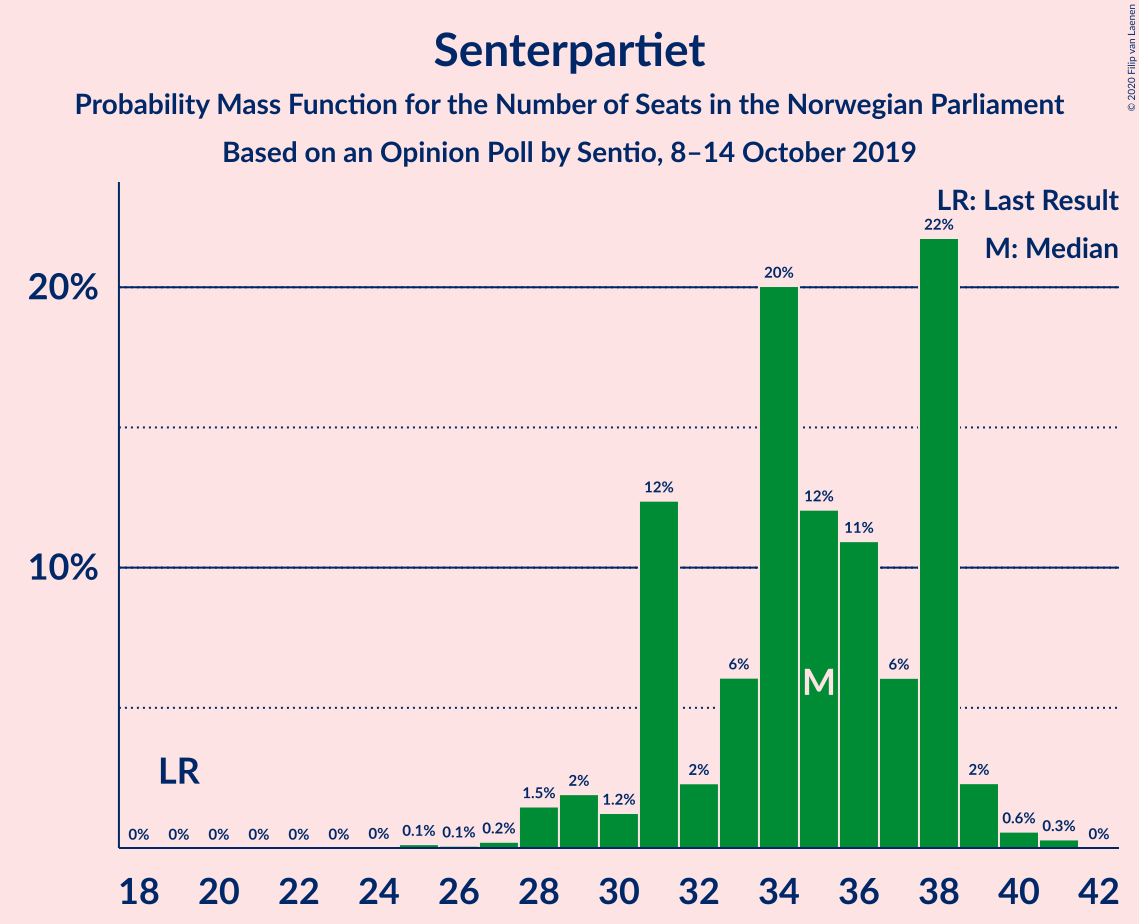 Senterpartiet
Probability Mass Function for the Number of Seats in the Norwegian Parliament
Based on an Opinion Poll by Sentio, 8–14 October 2019
© 2020 Filip van Laenen
LR: Last Result
M: Median
20%
10%
0% 0% 0% 0% 0% 0% 0% 0.1% 0.1% 0.2% 1.5% 2% 1.2% 12% 2% 6% 20% 12% 11% 6% 22% 2% 0.6% 0.3% 0%
LR
M
18 20 22 24 26 28 30 32 34 36 38 40 42